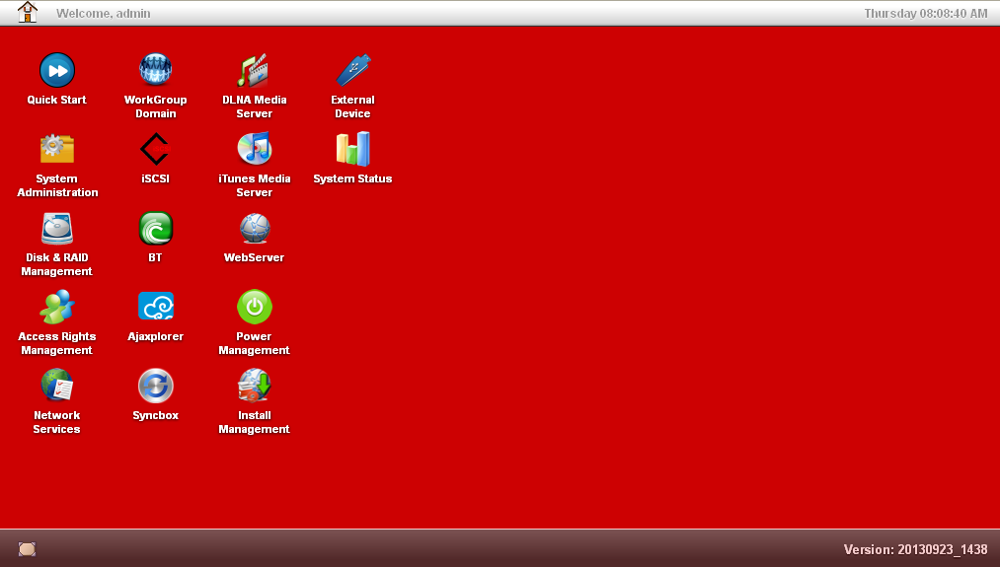 Welcome, admin
Thursday 08:08:40 AM
Quick Start
WorkGroup
Domain
DLNA Media
Server
External
Device
System
Administration
iSCSI
iTunes Media
Server
System Status
Disk & RAID
Management
BT
WebServer
Access Rights
Management
Ajaxplorer
Power
Management
Network
Services
Syncbox
Install
Management
Version: 20130923_1438